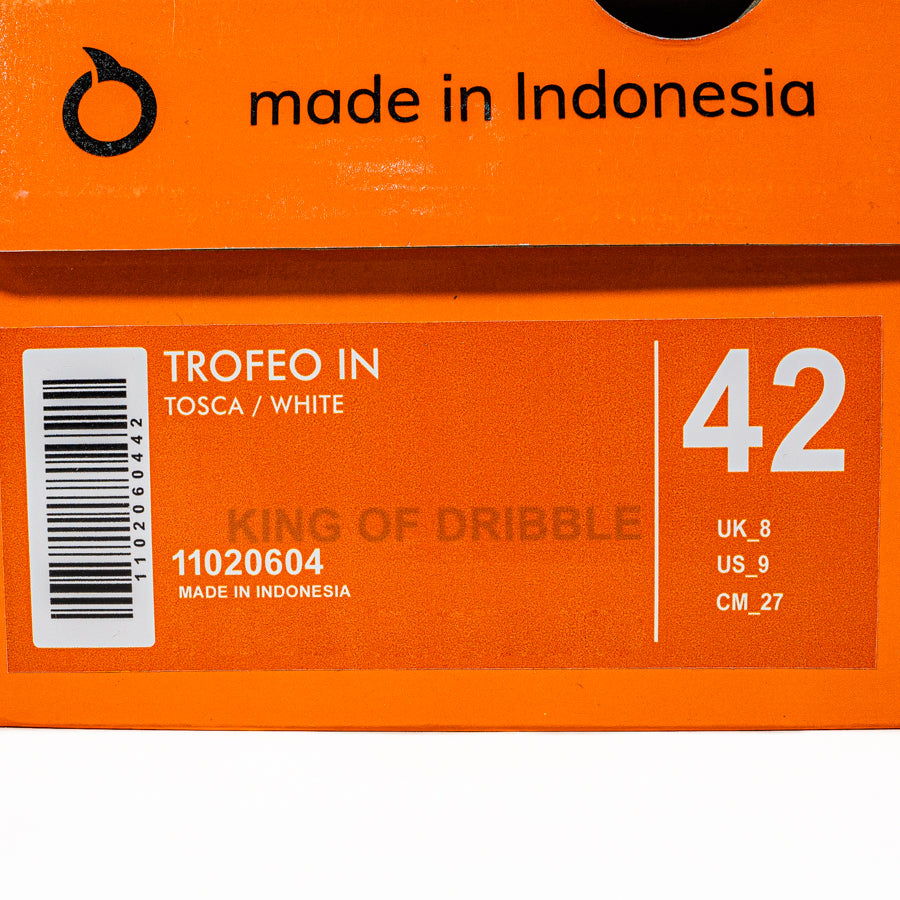 made in Indonesia
TROFEO IN
TOSCA / WHITE
KING OF DRIBBLE
11020604
MADE IN INDONESIA
1102060442
42
UK_8
US_9
CM_27